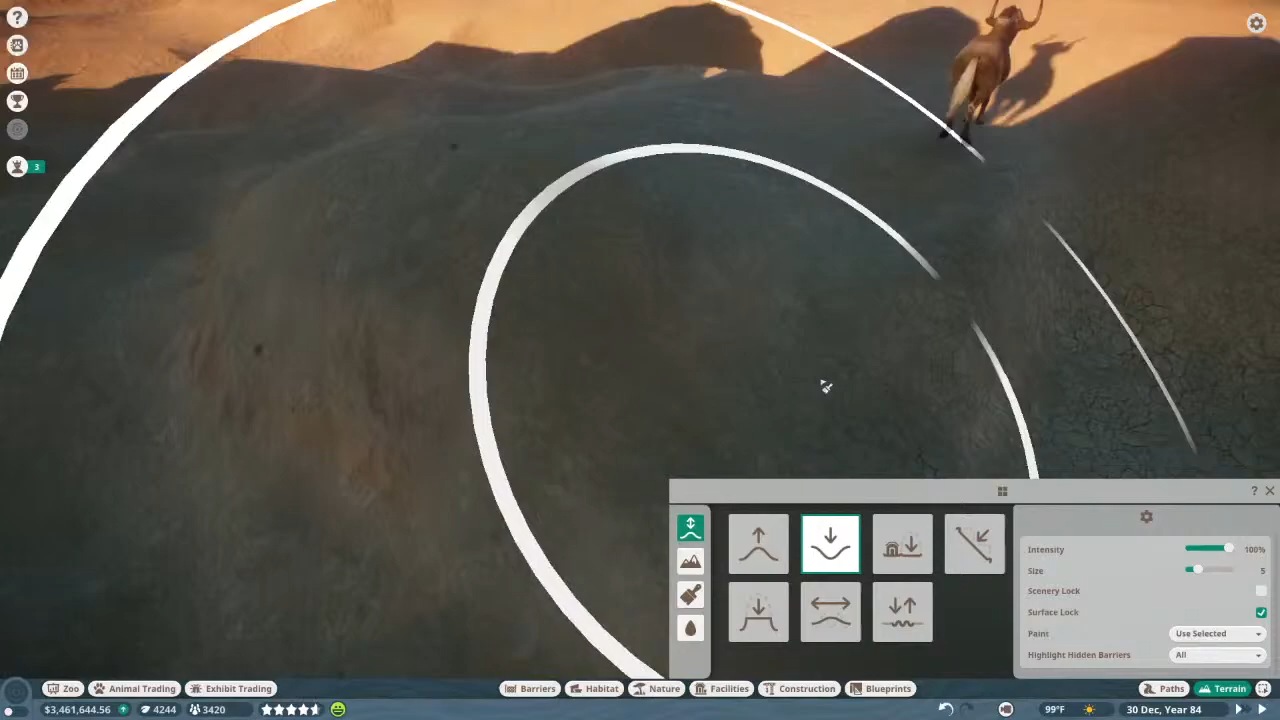 ?
3
?
Intensity 100%
Size 5
Scenery Lock
Surface Lock
Paint Use Selected
Highlight Hidden Barriers All
Zoo Animal Trading Exhibit Trading Barriers Habitat Nature Facilities Construction Blueprints Paths Terrain
$3,461,644.56 4244 3420 99°F 30 Dec, Year 84